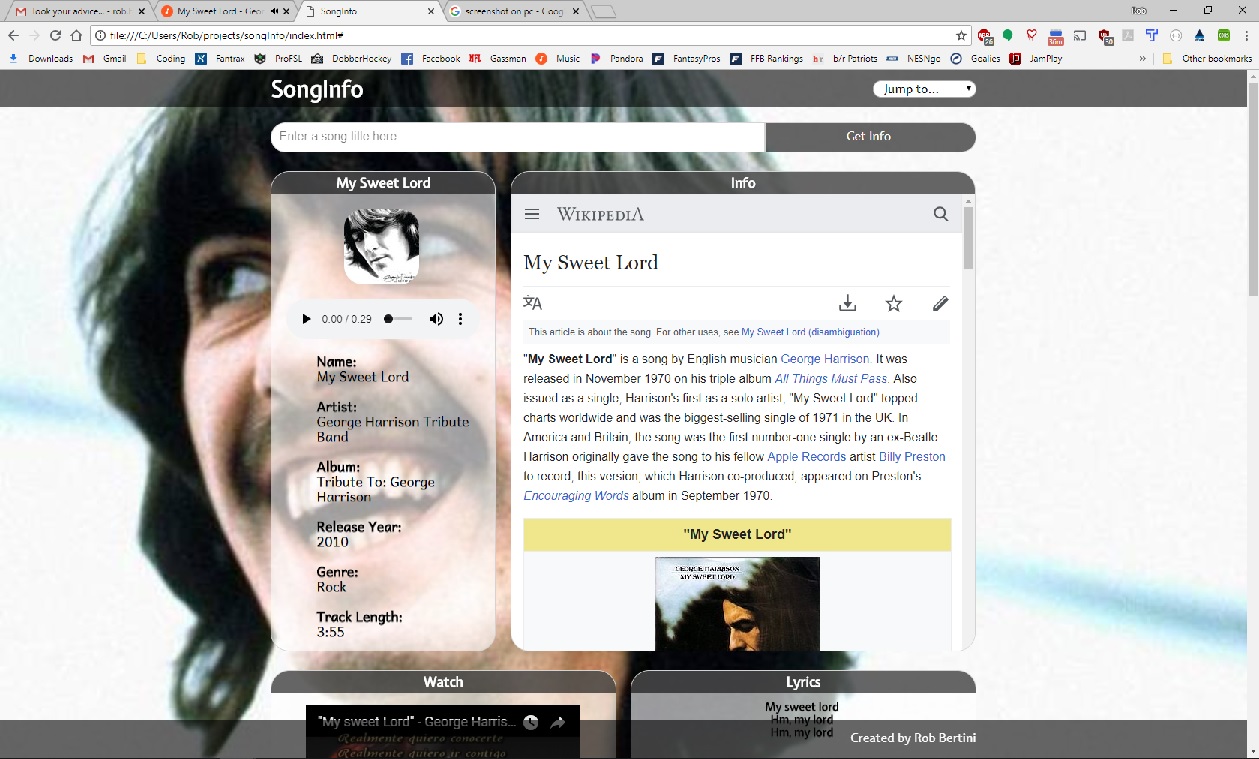 Took your advice... - rob.l
My Sweet Lord - Geor
SongInfo
screenshot on pc - Goog
Rob
file:///C:/Users/Rob/projects/songInfo/index.html#
Downloads
Gmail
Coding
Fantrax
ProFSL
DobberHockey
Facebook
Gassman
Music
Pandora
FantasyPros
FFB Rankings
b/r Patriots
NESNgo
Goalies
JamPlay
»
Other bookmarks
SongInfo
Jump to...
Enter a song title here
Get Info
My Sweet Lord
0:00 / 0:29
Name:
My Sweet Lord
Artist:
George Harrison Tribute
Band
Album:
Tribute To: George
Harrison
Release Year:
2010
Genre:
Rock
Track Length:
3:55
Info
WIKIPEDIA
My Sweet Lord
This article is about the song. For other uses, see My Sweet Lord (disambiguation).
"My Sweet Lord" is a song by English musician George Harrison. It was
released in November 1970 on his triple album All Things Must Pass. Also
issued as a single, Harrison's first as a solo artist, "My Sweet Lord" topped
charts worldwide and was the biggest-selling single of 1971 in the UK. In
America and Britain, the song was the first number-one single by an ex-Beatle.
Harrison originally gave the song to his fellow Apple Records artist Billy Preston
to record; this version, which Harrison co-produced, appeared on Preston's
Encouraging Words album in September 1970.
"My Sweet Lord"
GEORGE HARRISON
MY SWEET LORD
Watch
"My sweet Lord" - George Harris...
Realmente quiero conocerte
Realmente quiero ir contigo
Lyrics
My sweet lord
Hm, my lord
Hm, my lord
Created by Rob Bertini